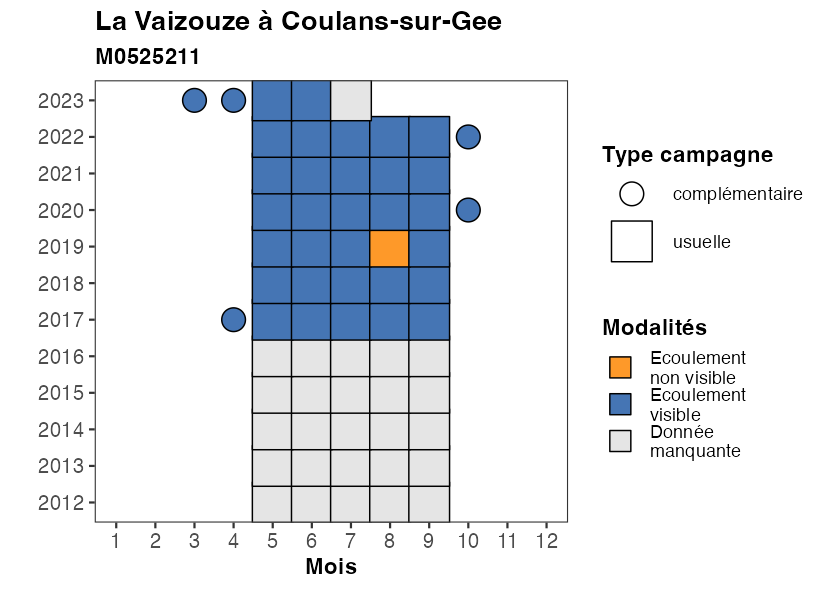 La Vaizouze à Coulans-sur-Gee
M0525211
2023
2022
2021
2020
2019
2018
2017
2016
2015
2014
2013
2012
1 2 3 4 5 6 7 8 9 10 11 12
Mois
Type campagne
complémentaire
usuelle
Modalités
Ecoulement
non visible
Ecoulement
visible
Donnée
manquante